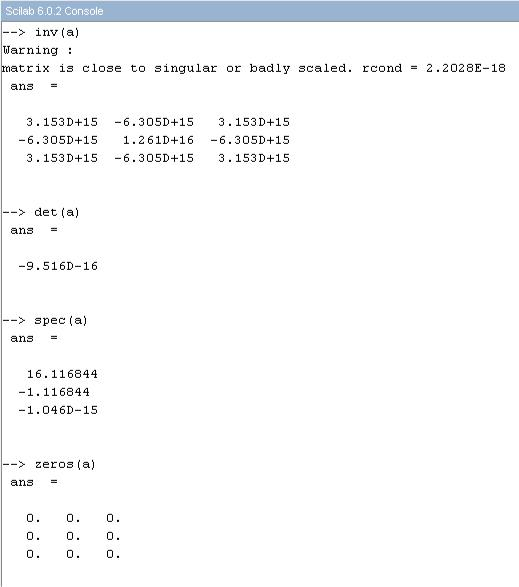 Scilab 6.0.2 Console
--> inv(a)
Warning :
matrix is close to singular or badly scaled. rcond = 2.2028E-18
ans =
3.153D+15 -6.305D+15 3.153D+15
-6.305D+15 1.261D+16 -6.305D+15
3.153D+15 -6.305D+15 3.153D+15
--> det(a)
ans =
-9.516D-16
--> spec(a)
ans =
16.116844
-1.116844
-1.046D-15
--> zeros(a)
ans =
0. 0. 0.
0. 0. 0.
0. 0. 0.